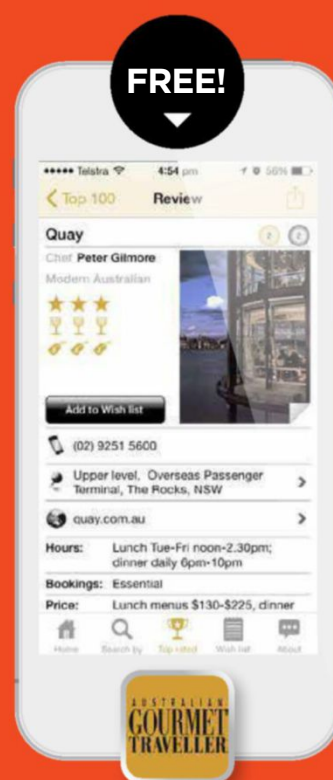 FREE!
Telstra 4:54 pm 56%
Top 100 Review
Quay
Chef Peter Gilmore
Modern Australian
Add to Wish list
(02) 9251 5600
Upper level, Overseas Passenger
Terminal, The Rocks, NSW
quay.com.au
Hours: Lunch Tue-Fri noon-2.30pm;
dinner daily 6pm-10pm
Bookings: Essential
Price: Lunch menus $130-$225, dinner
Home Search by Top rated Wish list About
AUSTRALIAN
GOURMET
TRAVELLER